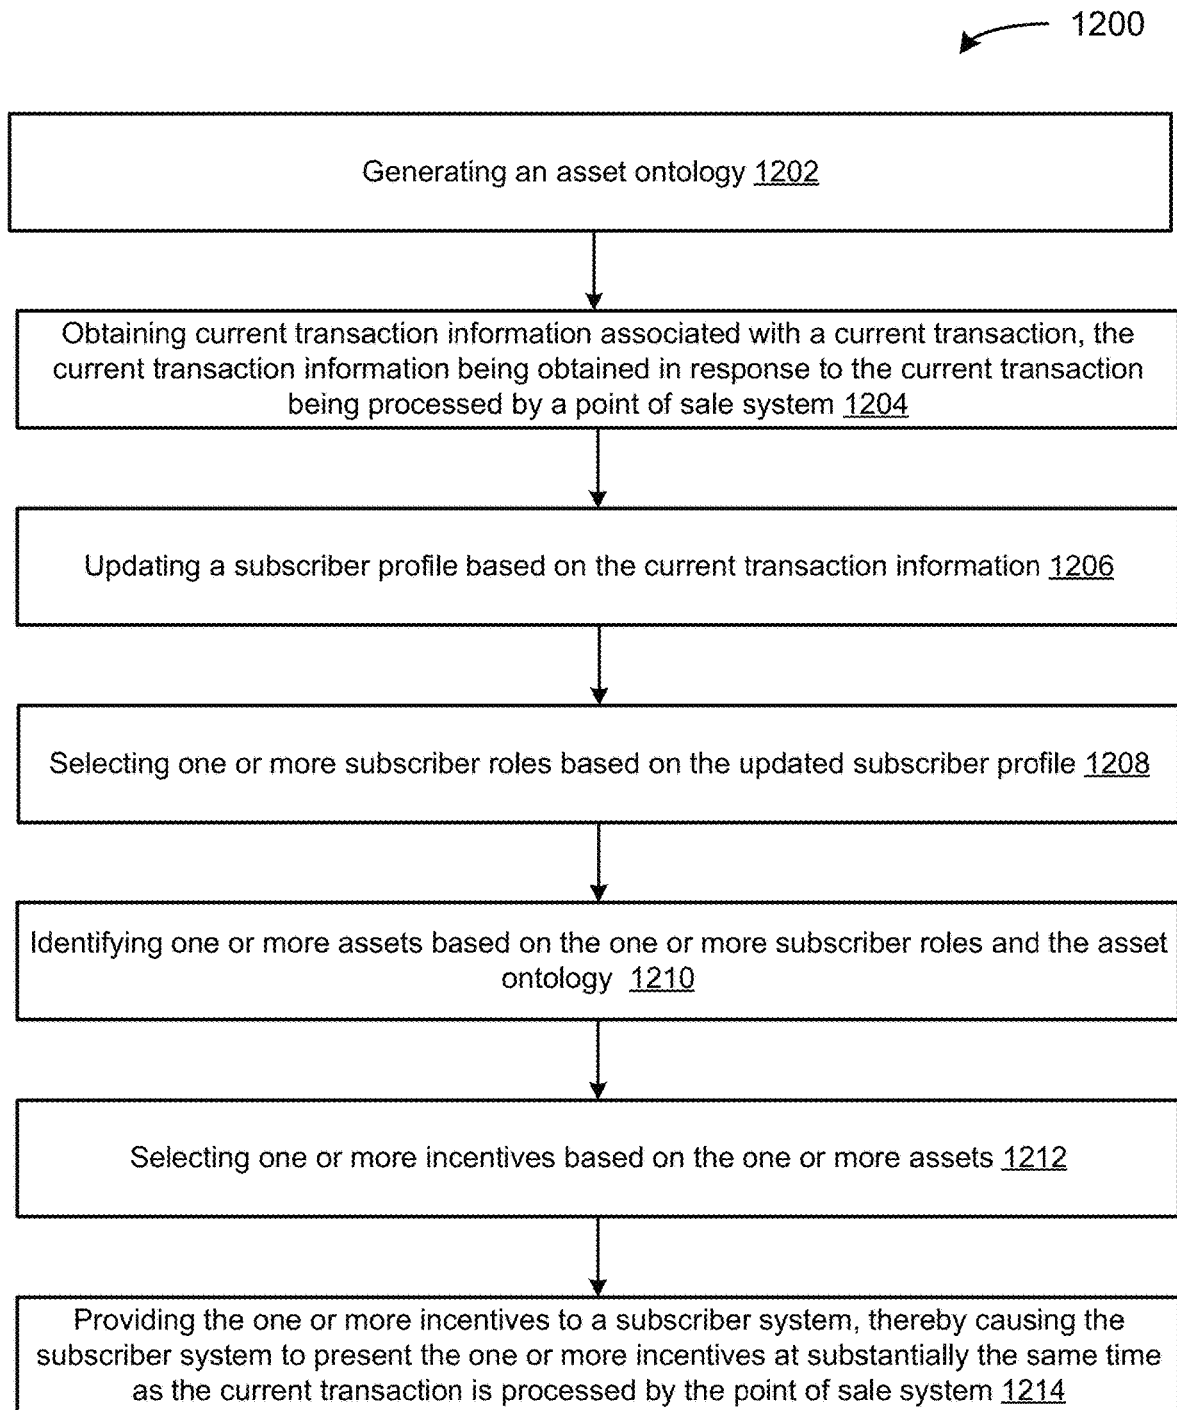 1200
Generating an asset ontology 1202
Obtaining current transaction information associated with a current transaction, the
current transaction information being obtained in response to the current transaction
being processed by a point of sale system 1204
Updating a subscriber profile based on the current transaction information 1206
Selecting one or more subscriber roles based on the updated subscriber profile 1208
Identifying one or more assets based on the one or more subscriber roles and the asset
ontology 1210
Selecting one or more incentives based on the one or more assets 1212
Providing the one or more incentives to a subscriber system, thereby causing the
subscriber system to present the one or more incentives at substantially the same time
as the current transaction is processed by the point of sale system 1214